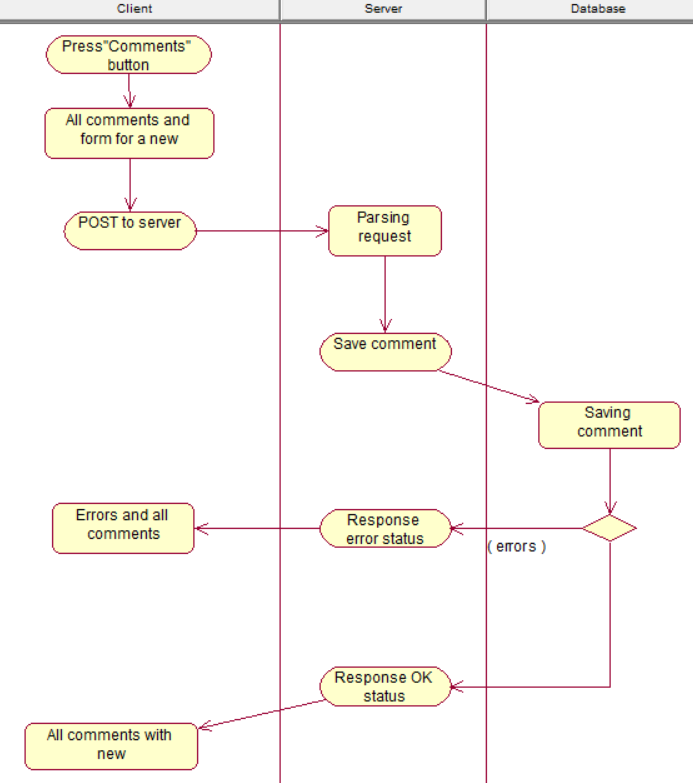 Client
Server
Database
Press"Comments"
button
All comments and
form for a new
POST to server
Parsing
request
Save comment
Saving
comment
Errors and all
comments
Response
error status
( errors )
Response OK
status
All comments with
new